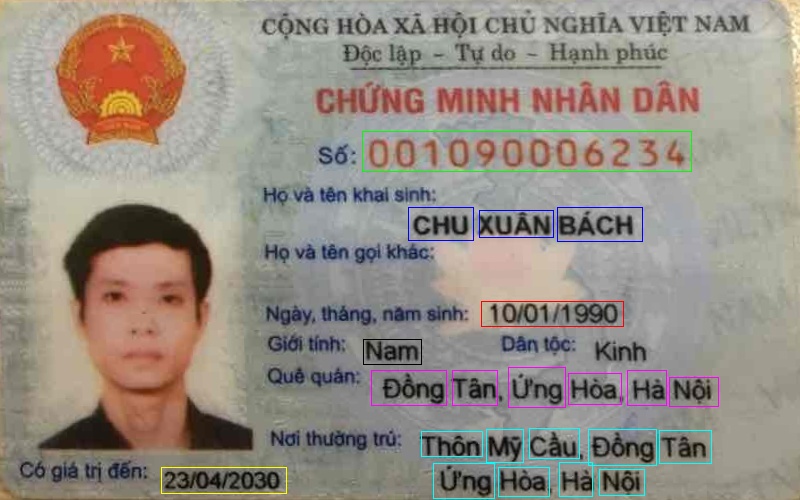 CỘNG HÒA XÃ HỘI CHỦ NGHĨA VIỆT NAM
Độc lập – Tự do – Hạnh phúc
CHỨNG MINH NHÂN DÂN
Số: 001090006234
Họ và tên khai sinh:
CHU XUÂN BÁCH
Họ và tên gọi khác:
Ngày, tháng, năm sinh: 10/01/1990
Giới tính: Nam Dân tộc: Kinh
Quê quán: Đồng Tân, Ứng Hòa, Hà Nội
Nơi thường trú: Thôn Mỹ Cầu, Đồng Tân
Ứng Hòa, Hà Nội
Có giá trị đến: 23/04/2030